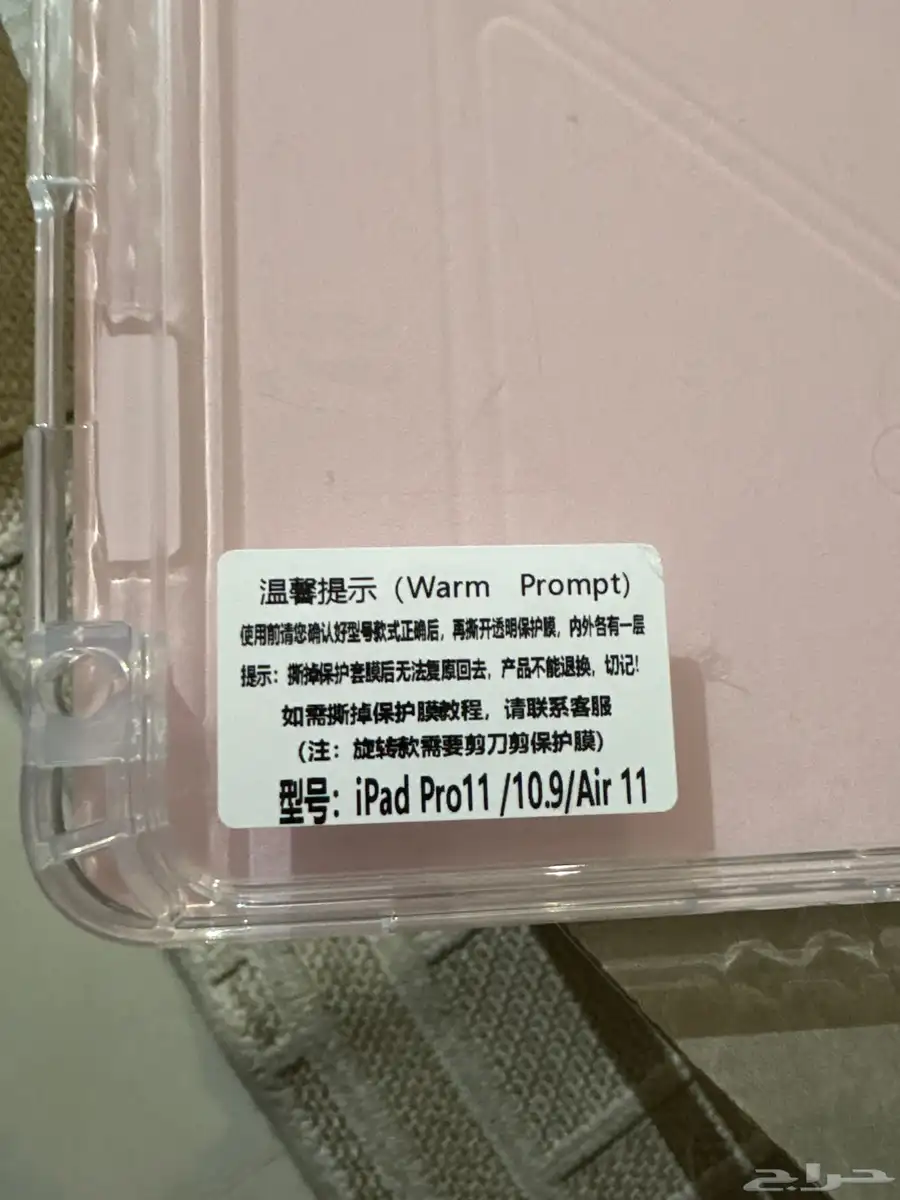 温馨提示（Warm Prompt）
使用前请您确认好型号款式正确后，再撕开透明保护膜，内外各有一层
提示：撕掉保护套膜后无法复原回去，产品不能退换，切记！
如需撕掉保护膜教程，请联系客服
（注：旋转款需要剪刀剪保护膜）
型号：iPad Pro11 /10.9/Air 11
حراج